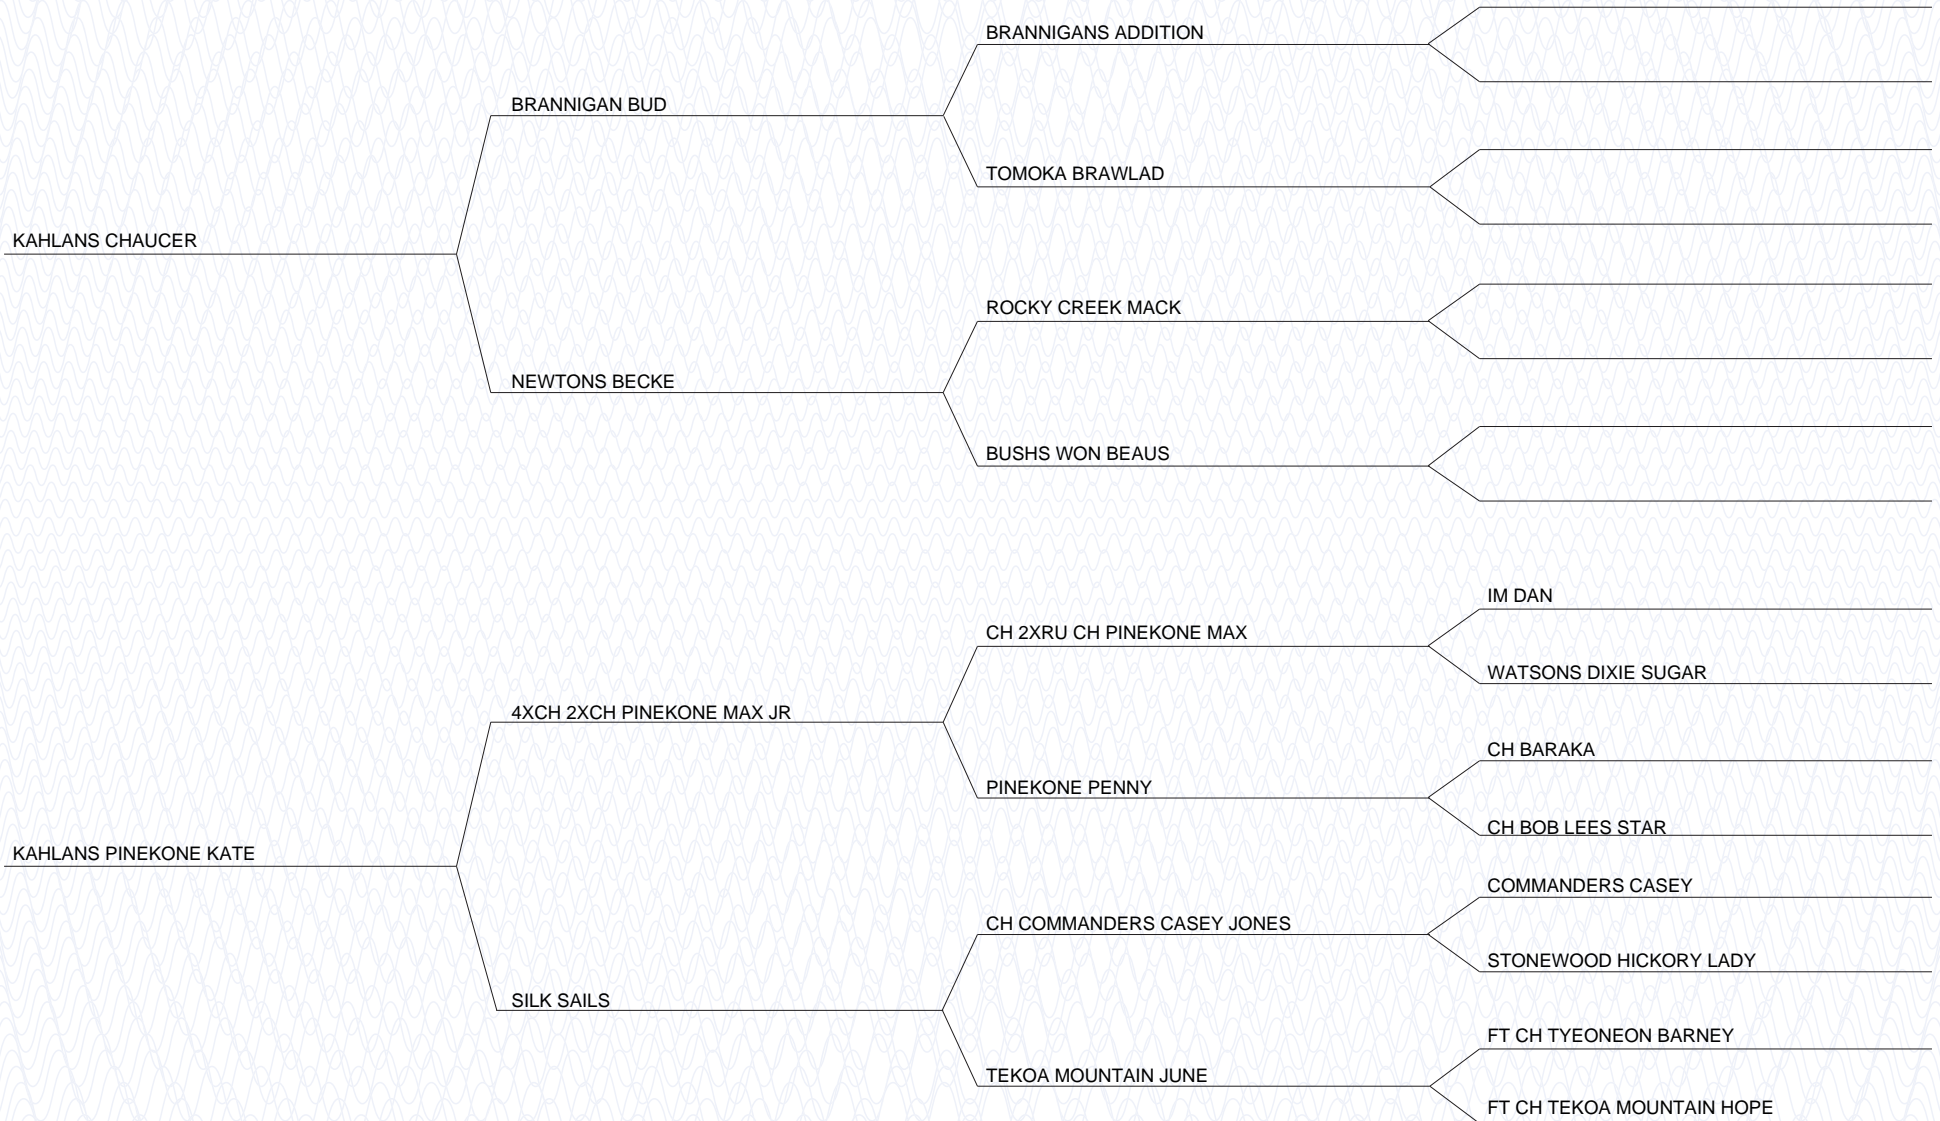 BRANNIGANS ADDITION
BRANNIGAN BUD
TOMOKA BRAWLAD
KAHLANS CHAUCER
ROCKY CREEK MACK
NEWTONS BECKE
BUSHS WON BEAUS
IM DAN
CH 2XRU CH PINEKONE MAX
WATSONS DIXIE SUGAR
4XCH 2XCH PINEKONE MAX JR
CH BARAKA
PINEKONE PENNY
CH BOB LEES STAR
KAHLANS PINEKONE KATE
COMMANDERS CASEY
CH COMMANDERS CASEY JONES
STONEWOOD HICKORY LADY
SILK SAILS
FT CH TYEONEON BARNEY
TEKOA MOUNTAIN JUNE
FT CH TEKOA MOUNTAIN HOPE